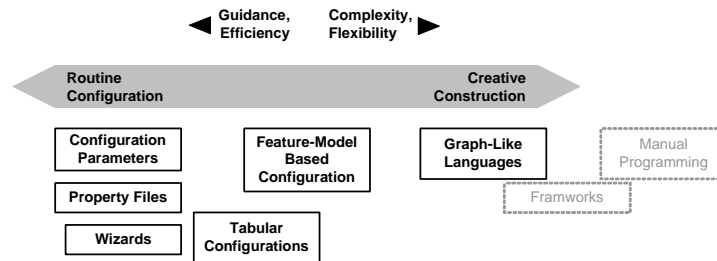 Guidance,
Efficiency
Complexity,
Flexibility
Routine
Configuration
Creative
Construction
Configuration
Parameters
Feature-Model
Based
Configuration
Graph-Like
Languages
Manual
Programming
Property Files
Framworks
Wizards
Tabular
Configurations